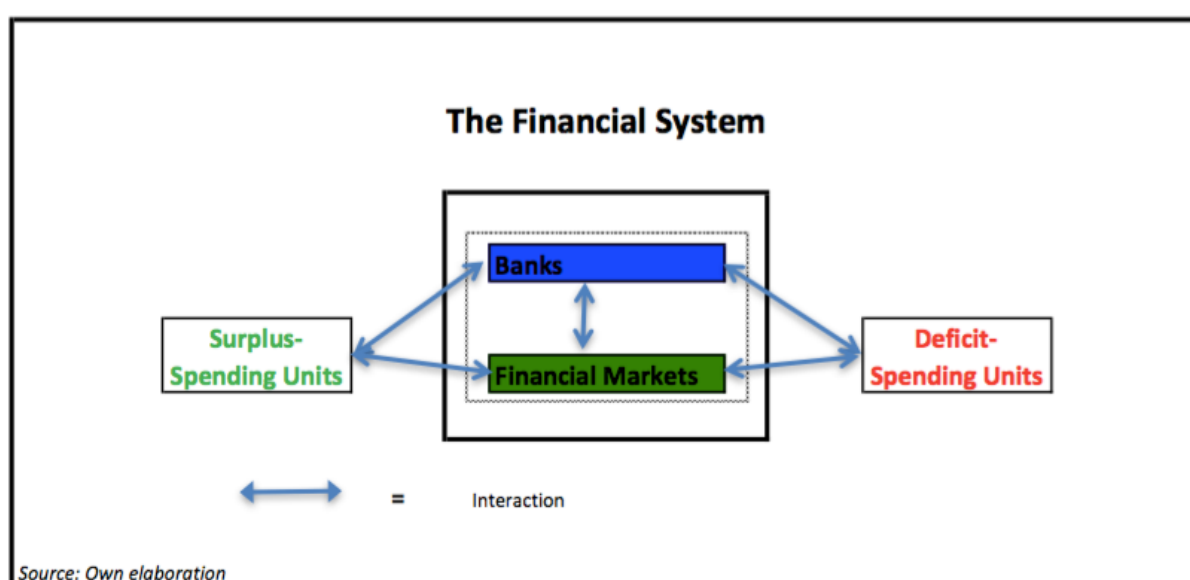 The Financial System
Banks
Surplus-
Spending Units
Deficit-
Spending Units
Financial Markets
=
Interaction
Source: Own elaboration